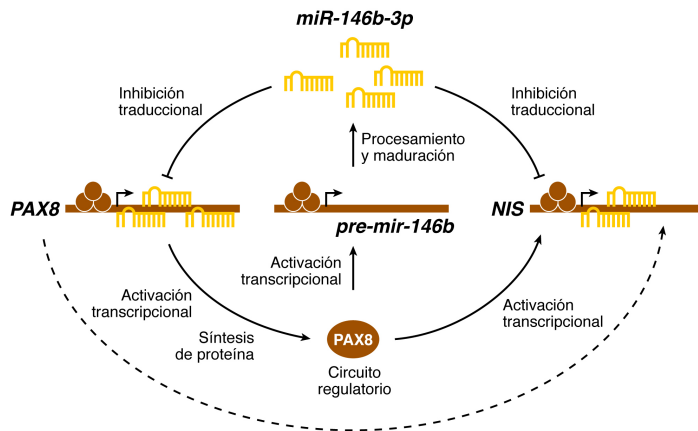 miR-146b-3p
Inhibición
traduccional
Inhibición
traduccional
Procesamiento
y maduración
PAX8
pre-mir-146b
NIS
Activación
transcripcional
Activación
transcripcional
Activación
transcripcional
Síntesis
de proteína
PAX8
Circuito
regulatorio